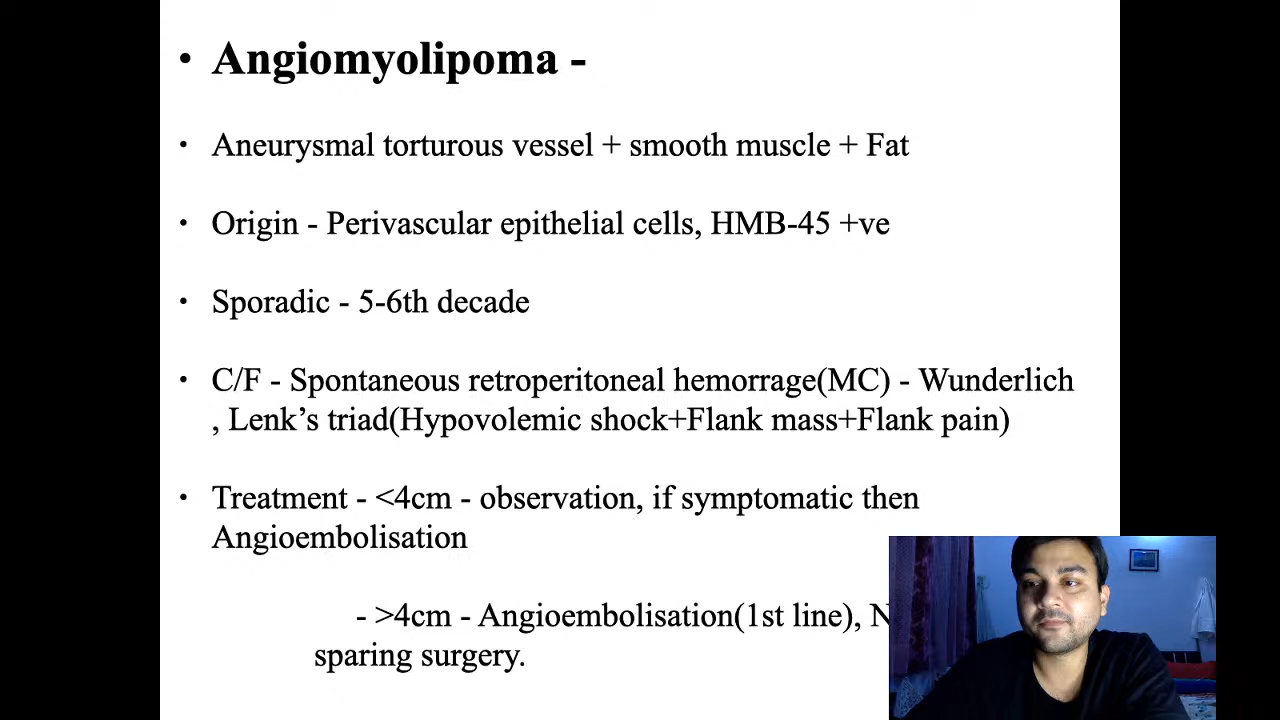 • Angiomyolipoma -
• Aneurysmal torturous vessel + smooth muscle + Fat
• Origin - Perivascular epithelial cells, HMB-45 +ve
• Sporadic - 5-6th decade
• C/F - Spontaneous retroperitoneal hemorrage(MC) - Wunderlich
, Lenk’s triad(Hypovolemic shock+Flank mass+Flank pain)
• Treatment - <4cm - observation, if symptomatic then
Angioembolisation
- >4cm - Angioembolisation(1st line),
sparing surgery.